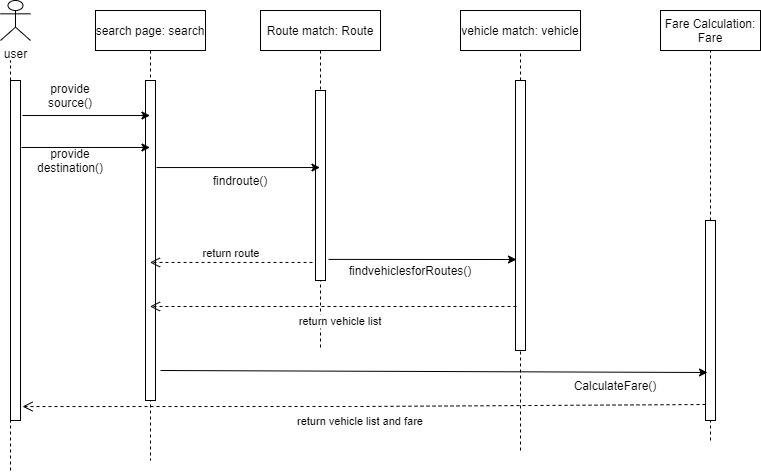 search page: search
Route match: Route
vehicle match: vehicle
Fare Calculation:
Fare
user
provide
source()
provide
destination()
findroute()
return route
findvehiclesforRoutes()
return vehicle list
CalculateFare()
return vehicle list and fare